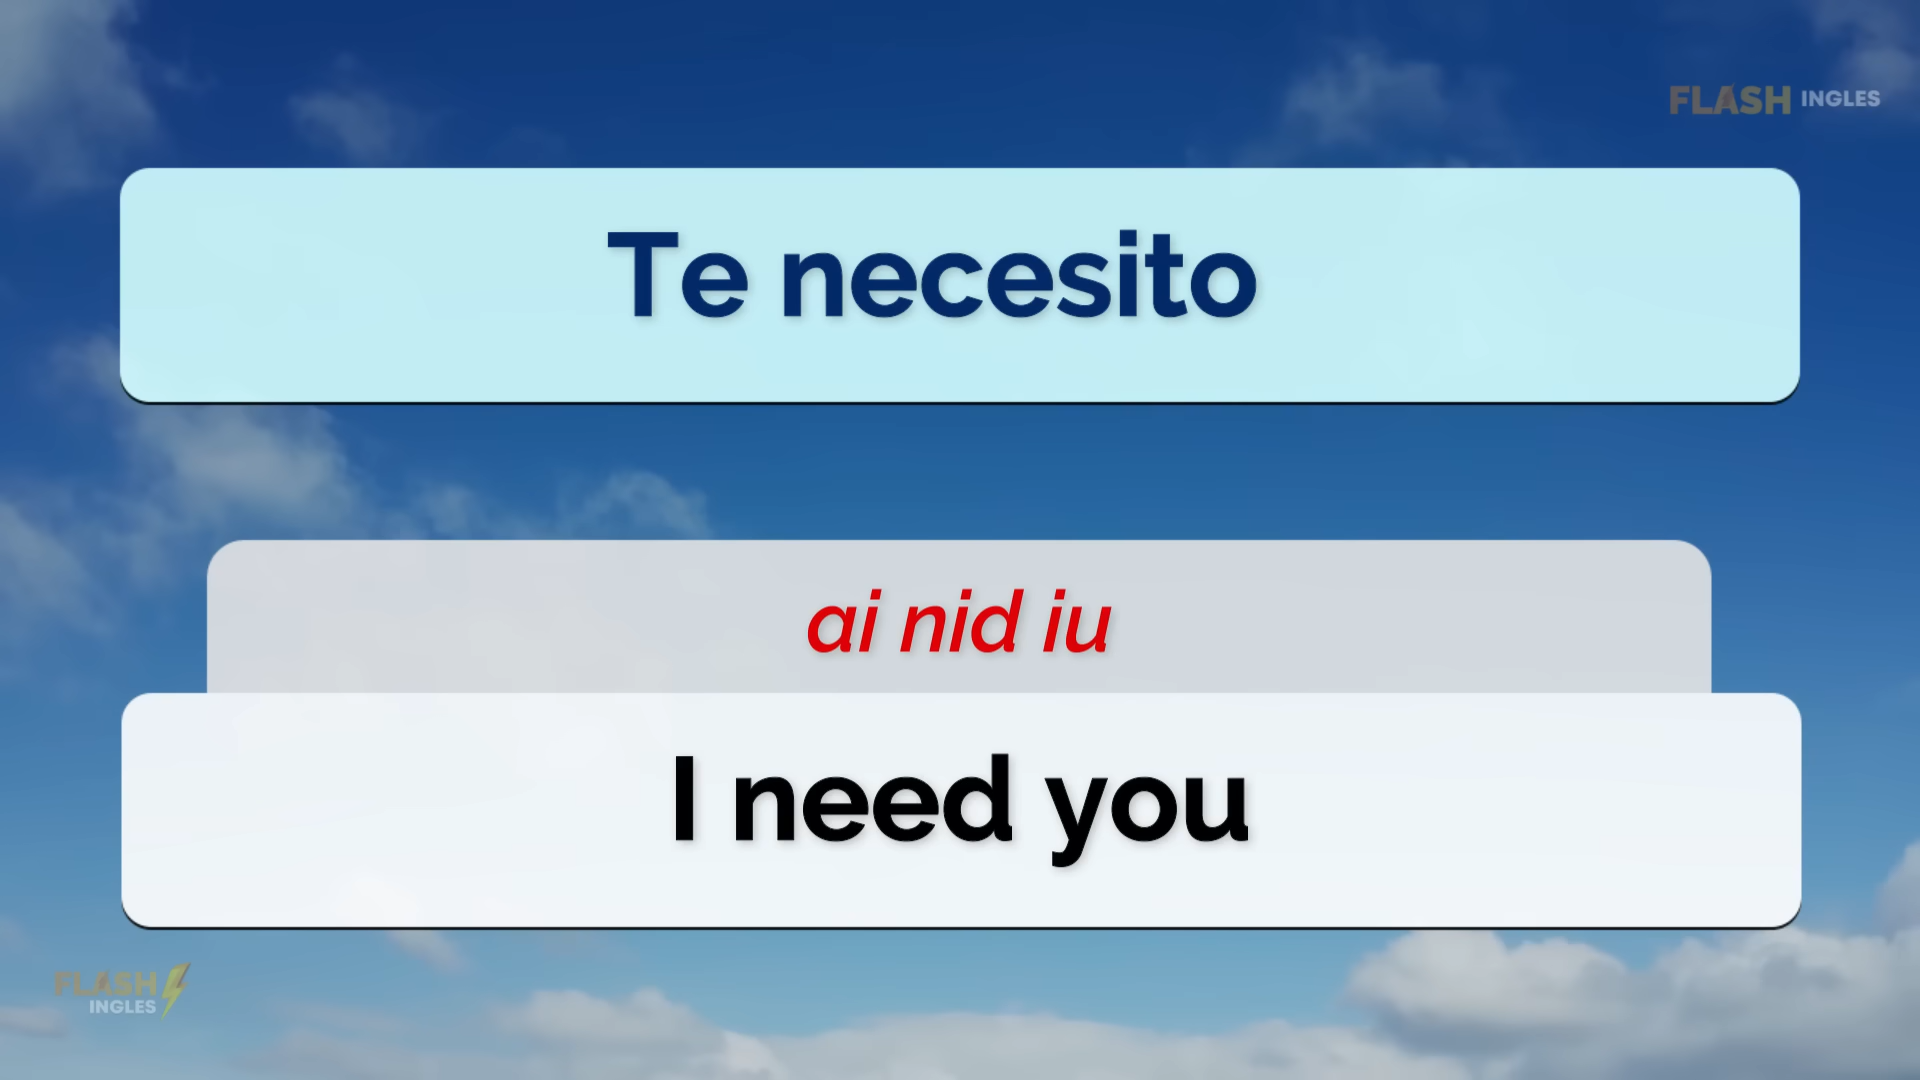 FLASH INGLES
Te necesito
ai nid iu
I need you
FLASH
INGLES